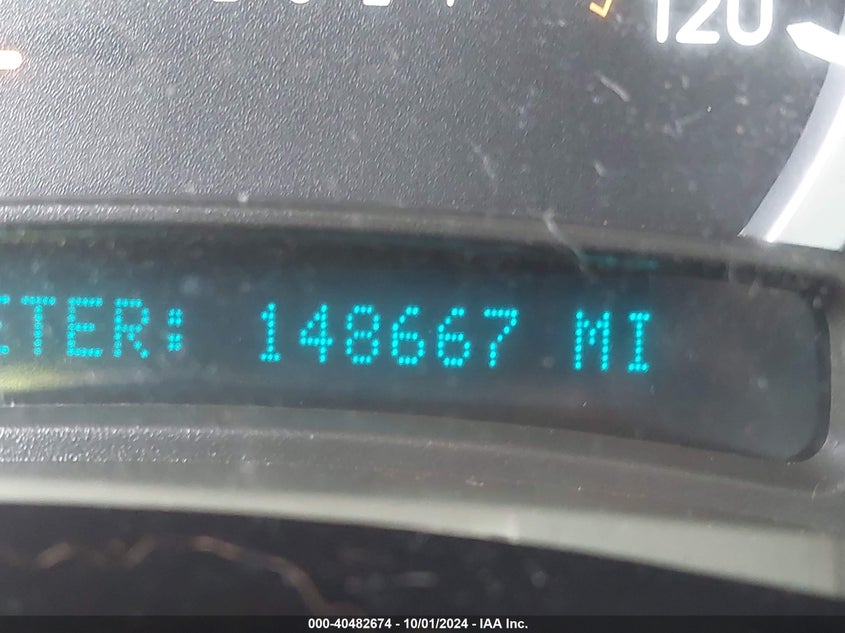 120
ETER: 148667 MI
000-40482674 - 10/01/2024 - IAA Inc.